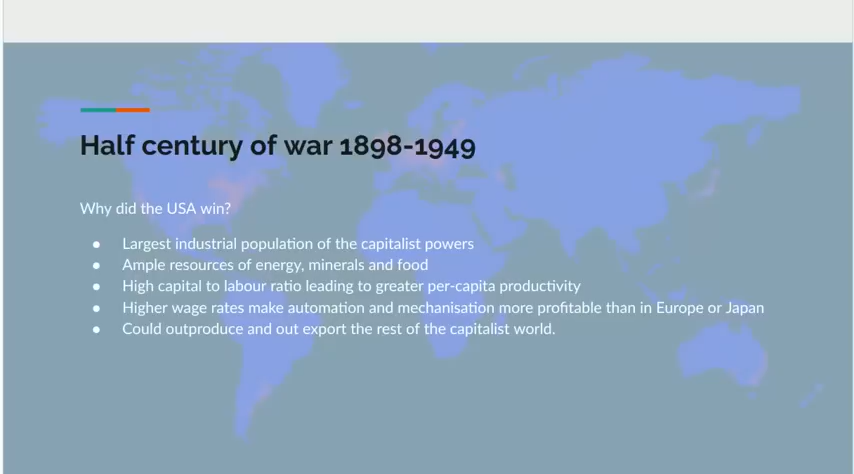 Half century of war 1898-1949
Why did the USA win?
● Largest industrial population of the capitalist powers
● Ample resources of energy, minerals and food
● High capital to labour ratio leading to greater per-capita productivity
● Higher wage rates make automation and mechanisation more profitable than in Europe or Japan
● Could outproduce and out export the rest of the capitalist world.